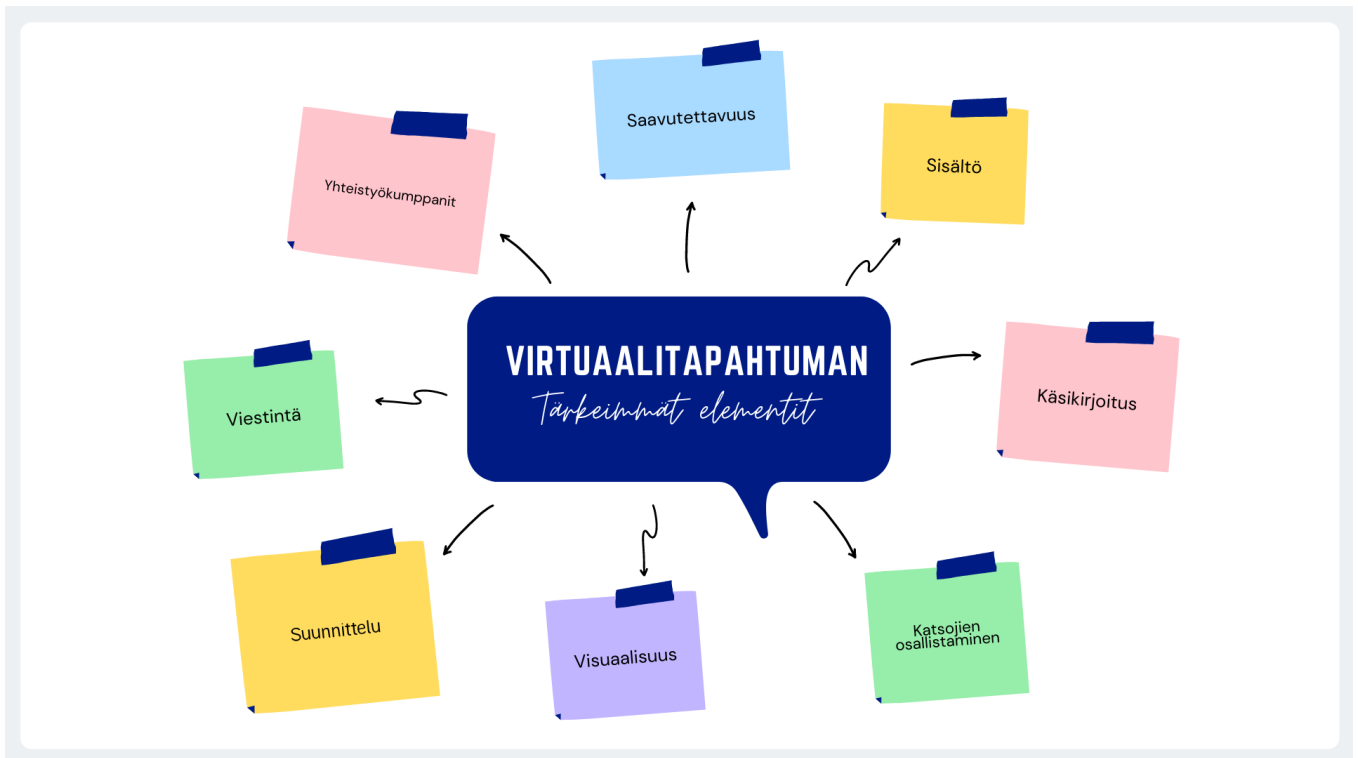 VIRTUAALITAPAHTUMAN
Tärkeimmät elementit
Saavutettavuus
Sisältö
Käsikirjoitus
Katsojien
osallistaminen
Visuaalisuus
Suunnittelu
Viestintä
Yhteistyökumppanit